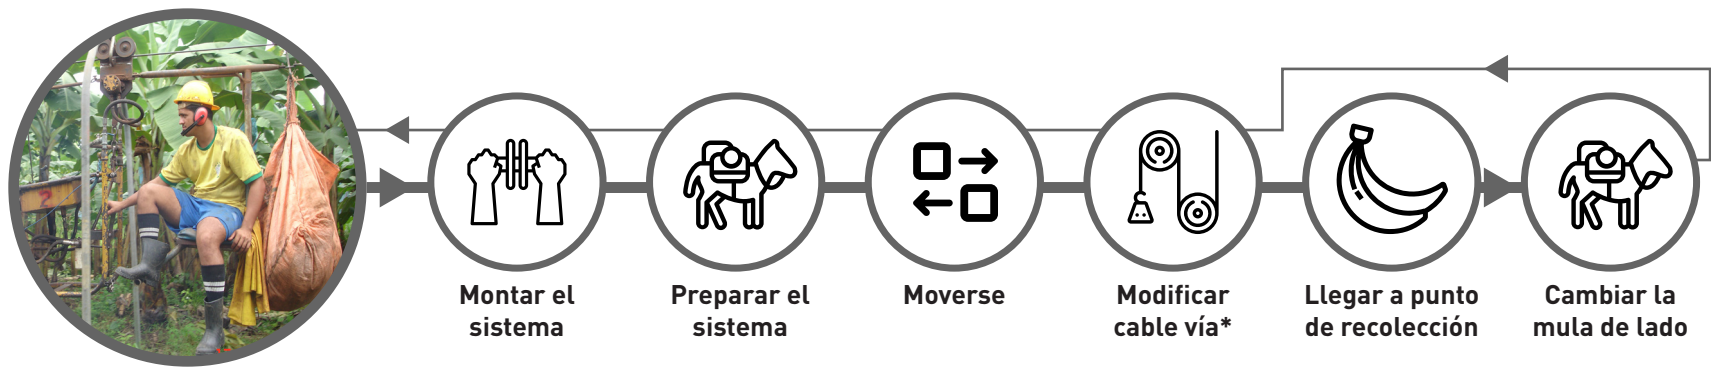 Montar el
sistema
Preparar el
sistema
Moverse
Modificar
cable vía*
Llegar a punto
de recolección
Cambiar la
mula de lado